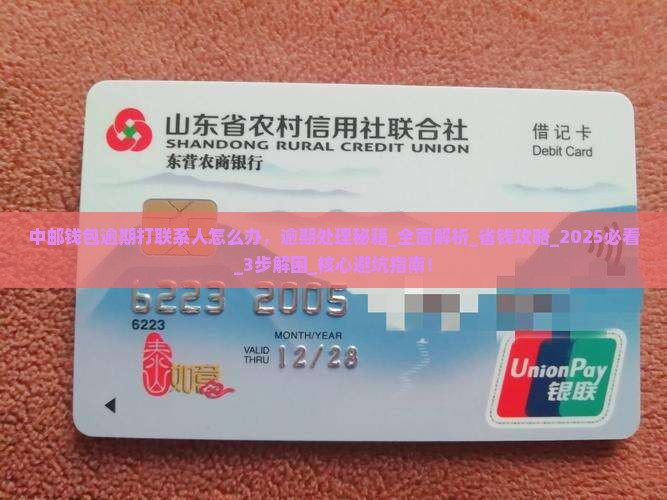 山东省农村信用社联合社
SHANDONG RURAL CREDIT UNION
东营农商银行
借记卡
Debit Card
中邮钱包逾期打联系人怎么办，逾期处理秘籍_全面解析_省钱攻略_2025必看
_3步解困_核心避坑指南！
6223 2005
6223
MONTH/YEAR
VALID
THRU
12/28
泰山如意
UnionPay
银联